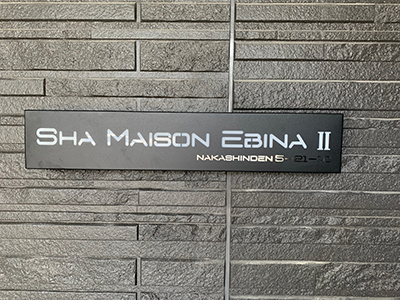 SHA MAISON EBINA II
NAKASHINDEN 5-21-